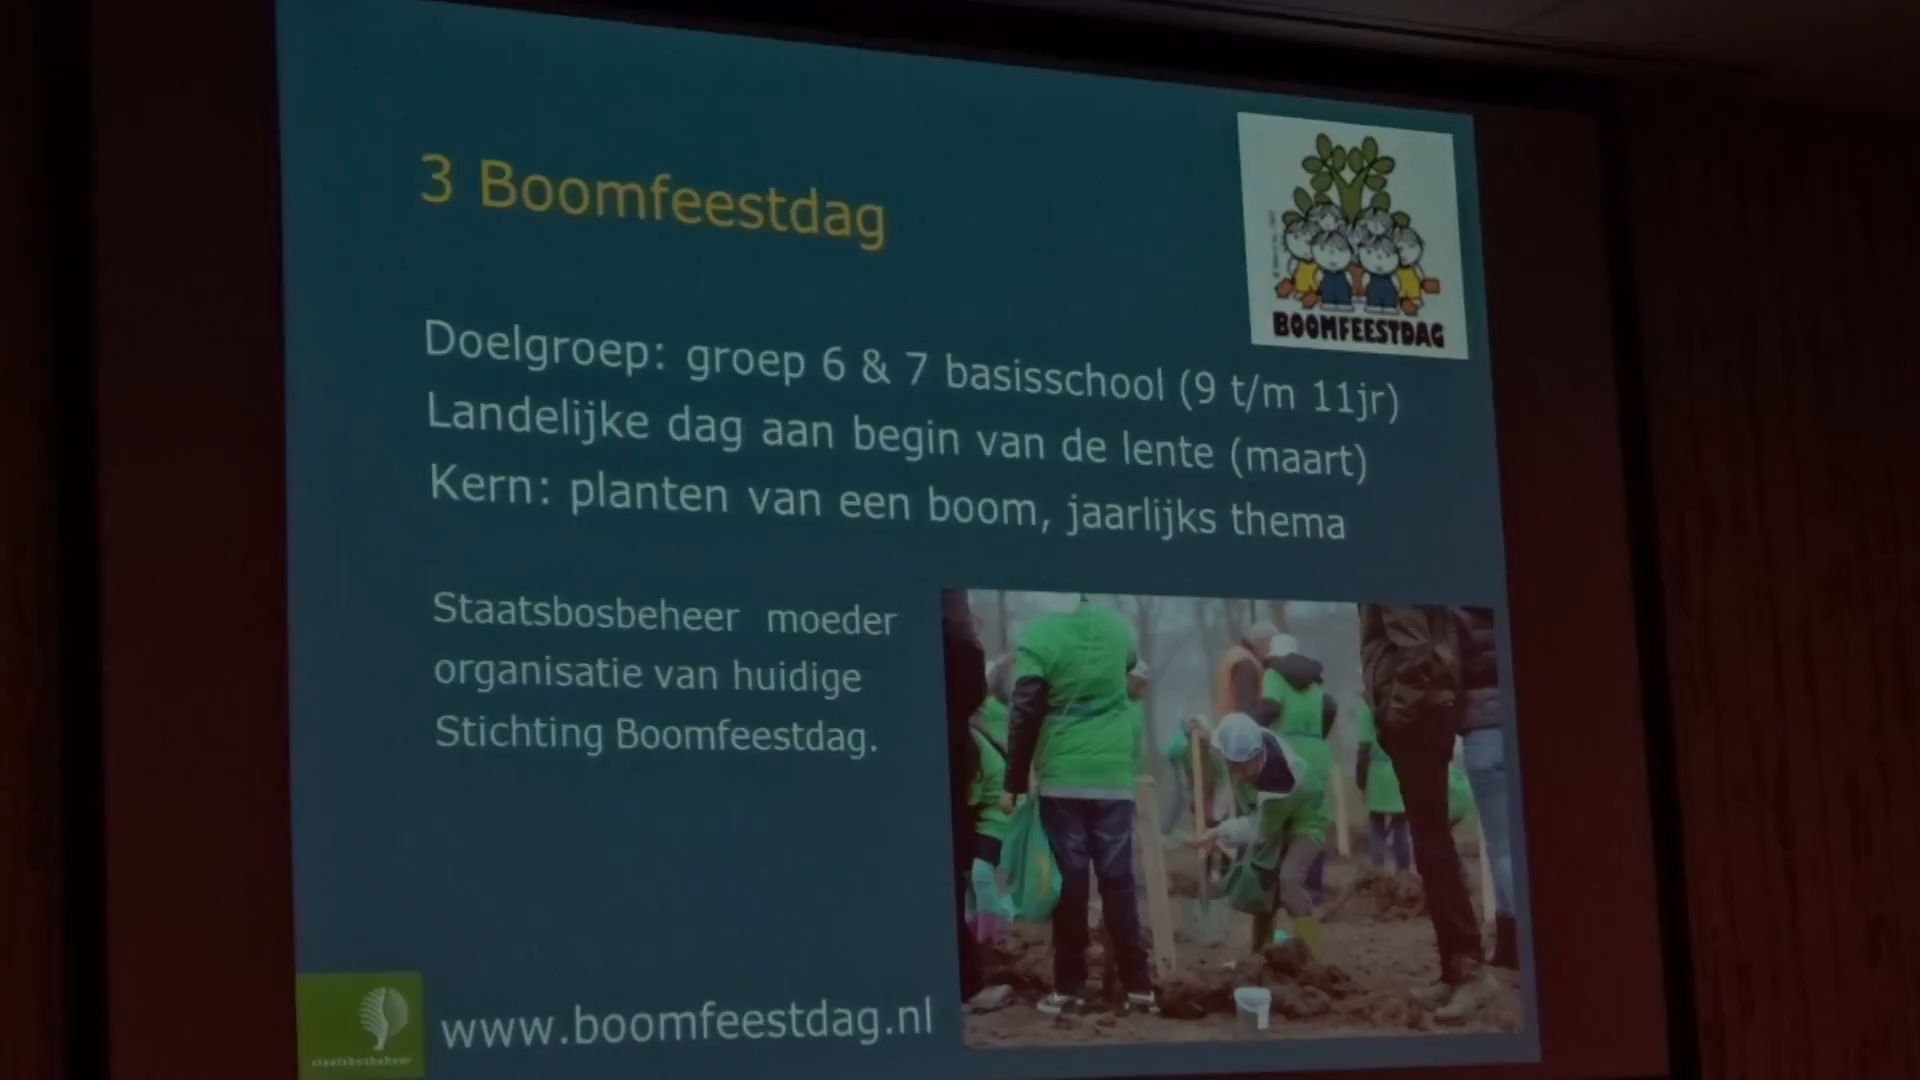 3 Boomfeestdag
BOOMFEESTDAG
Doelgroep: groep 6 & 7 basisschool (9 t/m 11jr)
Landelijke dag aan begin van de lente (maart)
Kern: planten van een boom, jaarlijks thema
Staatsbosbeheer moeder
organisatie van huidige
Stichting Boomfeestdag.
staatsbosbeheer
www.boomfeestdag.nl